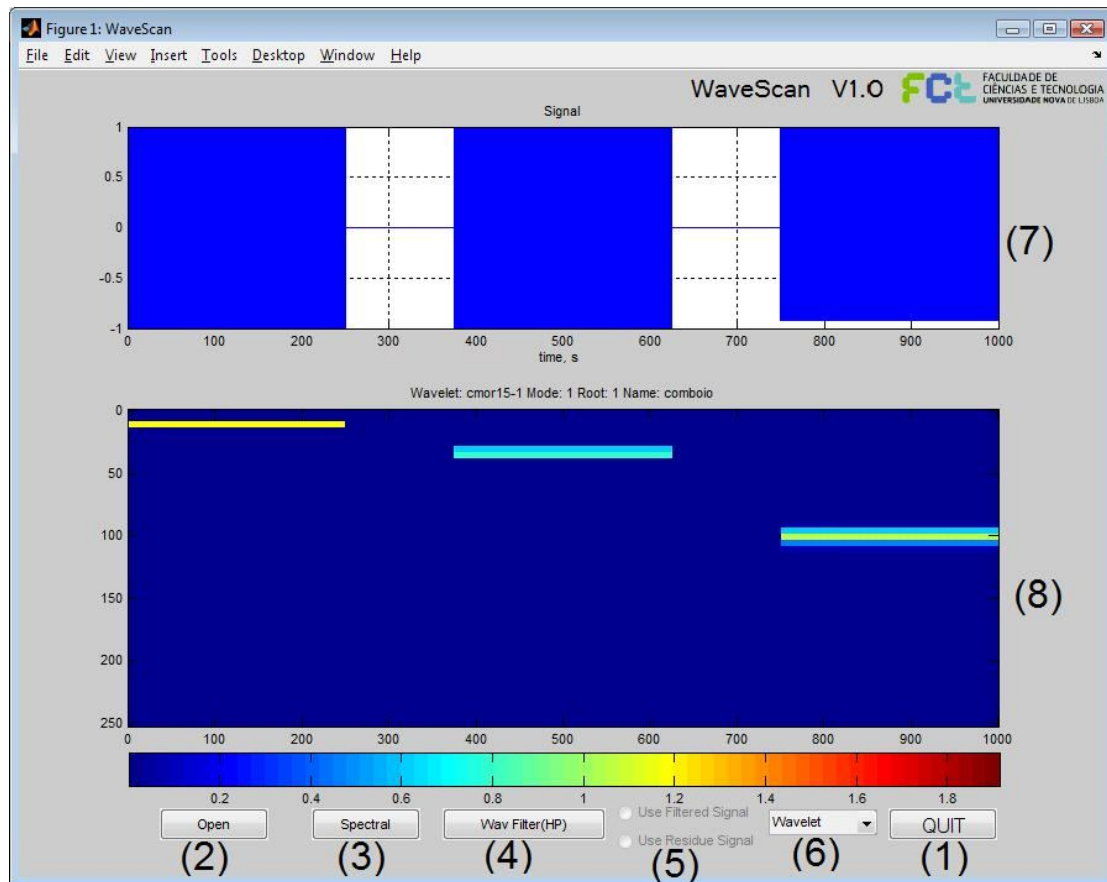 Figure 1: WaveScan
File Edit View Insert Tools Desktop Window Help
WaveScan V1.0
FCt
FACULDADE DE
CIÊNCIAS E TECNOLOGIA
UNIVERSIDADE NOVA DE LISBOA
Signal
1
0.5
0
-0.5
-1
0 100 200 300 400 500 600 700 800 900 1000
time, s
(7)
Wavelet: cmor15-1 Mode: 1 Root: 1 Name: comboio
0
50
100
150
200
250
0 100 200 300 400 500 600 700 800 900 1000
(8)
0.2 0.4 0.6 0.8 1 1.2 1.4 1.6 1.8
Open Spectral Wav Filter(HP) Use Filtered Signal Wavelet QUIT
Use Residue Signal
(2) (3) (4) (5) (6) (1)